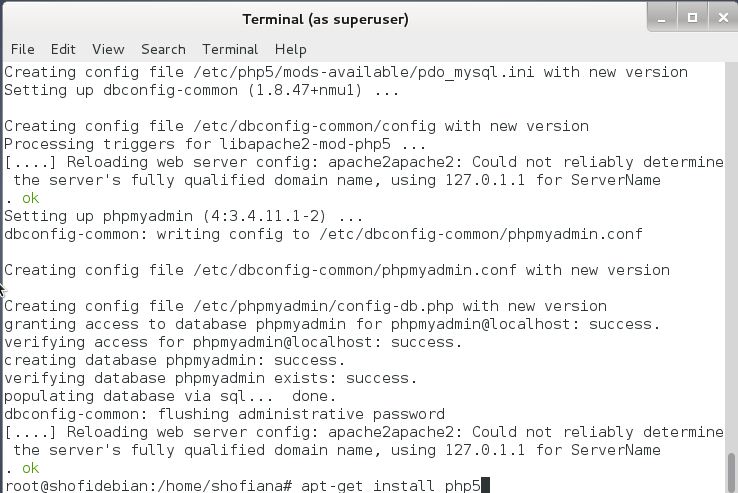 Terminal (as superuser)
File Edit View Search Terminal Help
Creating config file /etc/php5/mods-available/pdo_mysql.ini with new version
Setting up dbconfig-common (1.8.47+nmu1) ...
Creating config file /etc/dbconfig-common/config with new version
Processing triggers for libapache2-mod-php5 ...
[....] Reloading web server config: apache2apache2: Could not reliably determine
 the server's fully qualified domain name, using 127.0.1.1 for ServerName
. ok
Setting up phpmyadmin (4:3.4.11.1-2) ...
dbconfig-common: writing config to /etc/dbconfig-common/phpmyadmin.conf
Creating config file /etc/dbconfig-common/phpmyadmin.conf with new version
Creating config file /etc/phpmyadmin/config-db.php with new version
granting access to database phpmyadmin for phpmyadmin@localhost: success.
verifying access for phpmyadmin@localhost: success.
creating database phpmyadmin: success.
verifying database phpmyadmin exists: success.
populating database via sql...  done.
dbconfig-common: flushing administrative password
[....] Reloading web server config: apache2apache2: Could not reliably determine
 the server's fully qualified domain name, using 127.0.1.1 for ServerName
. ok
root@shofidebian:/home/shofiana# apt-get install php5